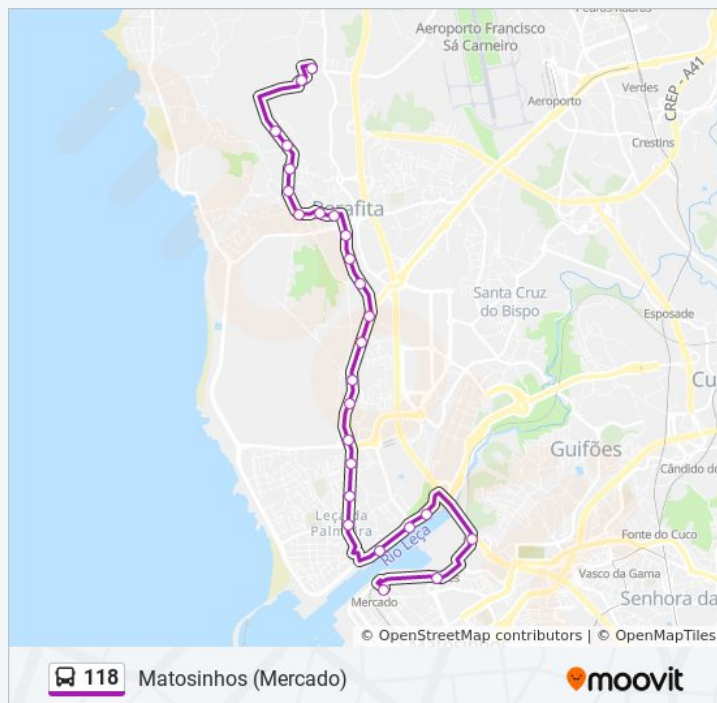 Pedras Rubras
Aeroporto Francisco
Sá Carneiro
Verdes
CREP - A41
Aeroporto
Crestins
Perafita
Santa Cruz
do Bispo
Esposade
Cu
Guifões
Cândido do
Leça da
Palmeira
Rio Leça
Fonte do Cuco
Vasco da Gama
Senhora da
Mercado
© OpenStreetMap contributors | © OpenMapTiles
118 Matosinhos (Mercado)
moovit